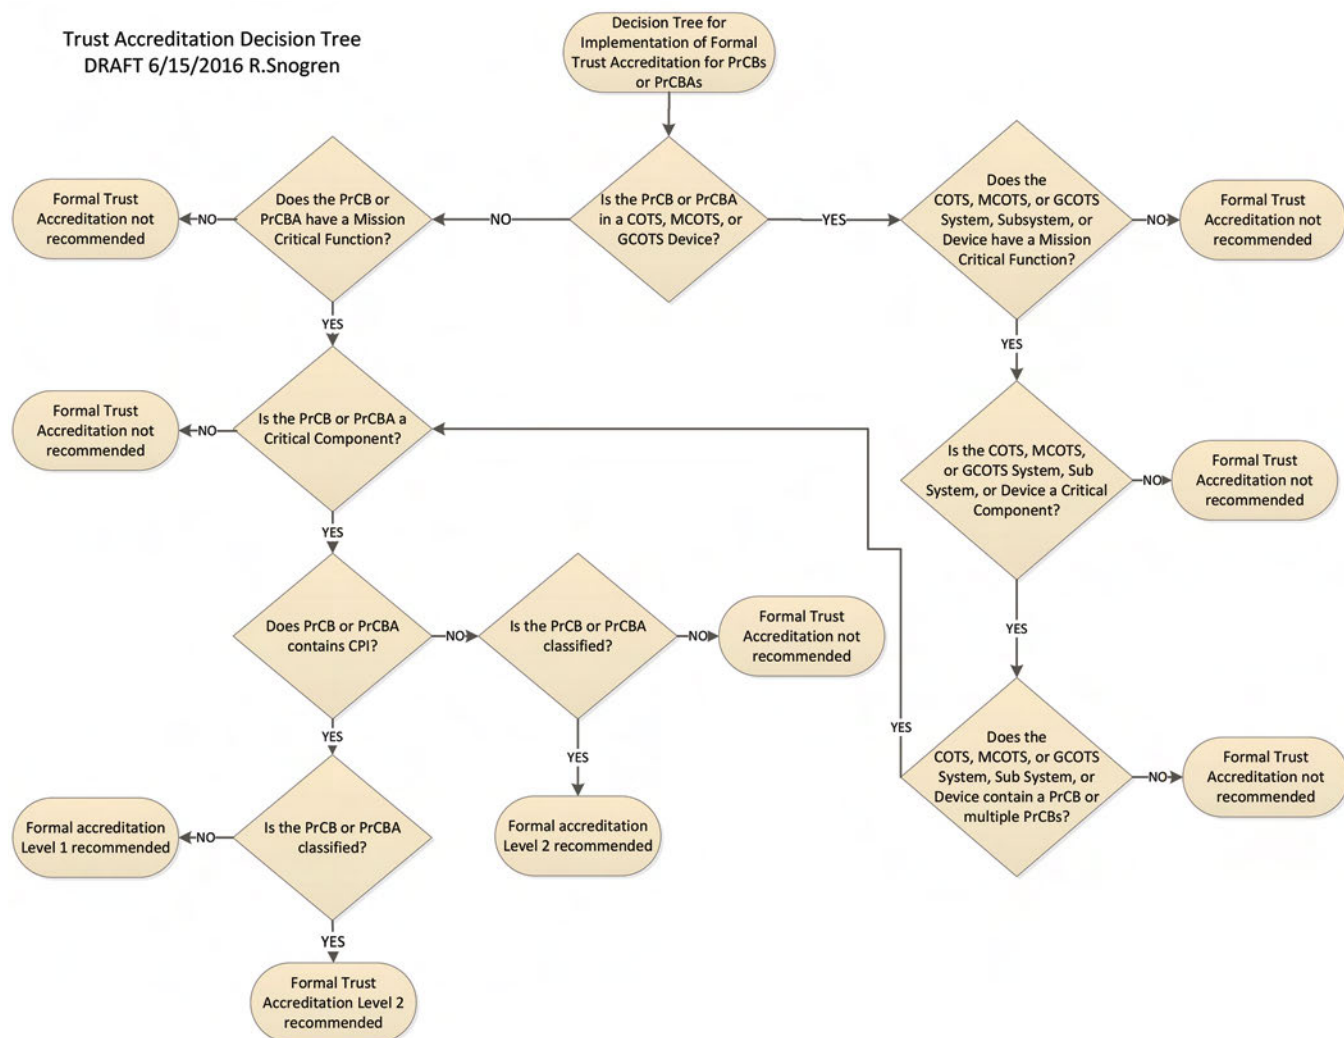 Trust Accreditation Decision Tree
DRAFT 6/15/2016 R.Snogren
Decision Tree for
Implementation of Formal
Trust Accreditation for PrCBs
or PrCBAs
Formal Trust
Accreditation not
recommended
NO
Does the PrCB or
PrCBA have a Mission
Critical Function?
NO
Is the PrCB or PrCBA
in a COTS, MCOTS, or
GCOTS Device?
YES
Does the
COTS, MCOTS, or GCOTS
System, Subsystem, or
Device have a Mission
Critical Function?
NO
Formal Trust
Accreditation not
recommended
YES
YES
Formal Trust
Accreditation not
recommended
NO
Is the PrCB or PrCBA a
Critical Component?
Is the COTS, MCOTS,
or GCOTS System, Sub
System, or Device a Critical
Component?
NO
Formal Trust
Accreditation not
recommended
YES
YES
Does PrCB or PrCBA
contains CPI?
NO
Is the PrCB or PrCBA
classified?
NO
Formal Trust
Accreditation not
recommended
YES
YES
YES
Does the
COTS, MCOTS, or GCOTS
System, Sub System, or
Device contain a PrCB or
multiple PrCBs?
NO
Formal Trust
Accreditation not
recommended
Formal accreditation
Level 1 recommended
NO
Is the PrCB or PrCBA
classified?
Formal accreditation
Level 2 recommended
YES
Formal Trust
Accreditation Level 2
recommended